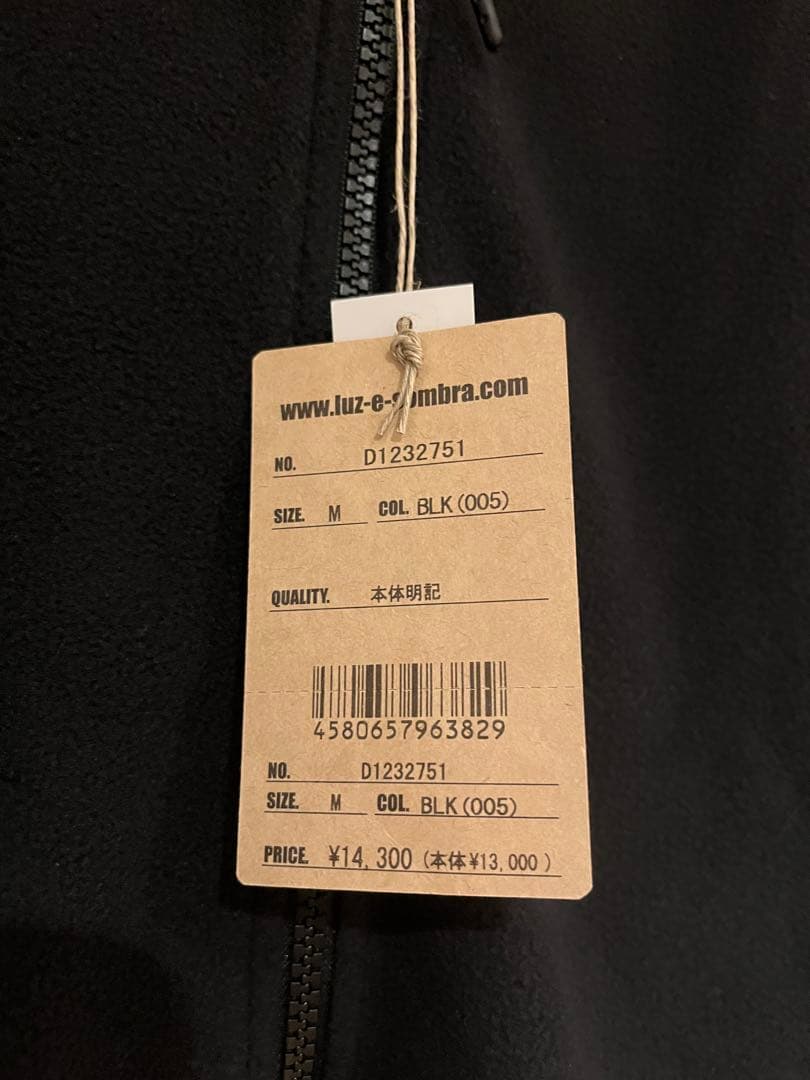 www.luz-e-sombra.com
NO. D1232751
SIZE. M COL. BLK(005)
QUALITY. 本体明記
4580657963829
NO. D1232751
SIZE. M COL. BLK(005)
PRICE. ¥14,300 (本体¥13,000)